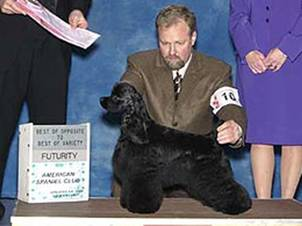 BEST OF OPPOSITE TO
BEST OF VARIETY
FUTURITY
AMERICAN
SPANIEL CLUB
10